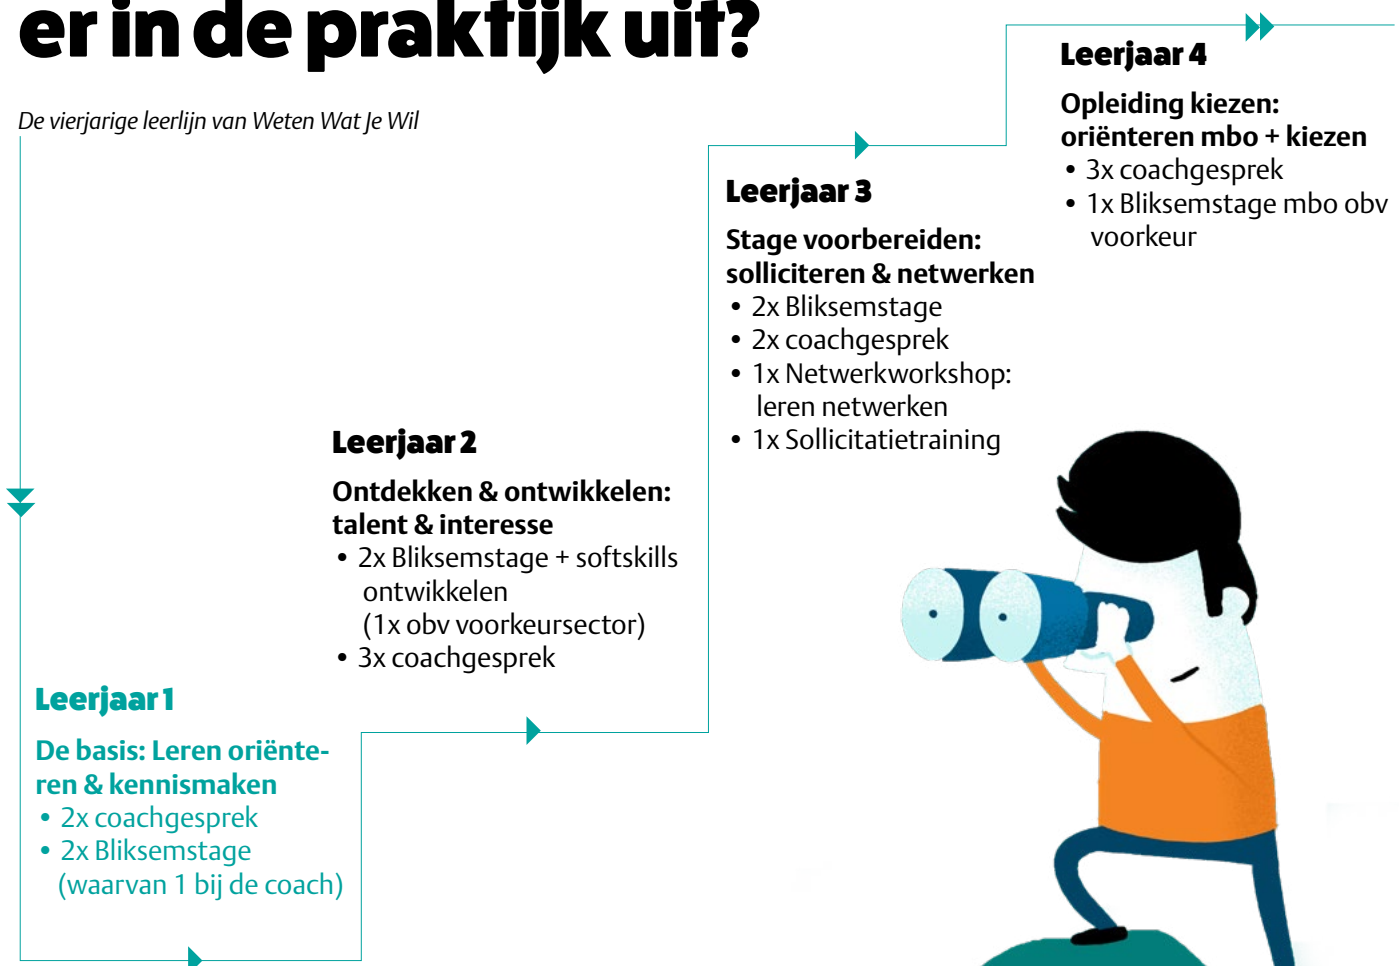 er in de praktijk uit?
De vierjarige leerlijn van Weten Wat Je Wil
Leerjaar 1
De basis: Leren oriënte-
ren & kennismaken
• 2x coachgesprek
• 2x Bliksemstage
(waarvan 1 bij de coach)
Leerjaar 2
Ontdekken & ontwikkelen:
talent & interesse
• 2x Bliksemstage + softskills
ontwikkelen
(1x obv voorkeursector)
• 3x coachgesprek
Leerjaar 3
Stage voorbereiden:
solliciteren & netwerken
• 2x Bliksemstage
• 2x coachgesprek
• 1x Netwerkworkshop:
leren netwerken
• 1x Sollicitatietraining
Leerjaar 4
Opleiding kiezen:
oriënteren mbo + kiezen
• 3x coachgesprek
• 1x Bliksemstage mbo obv
voorkeur